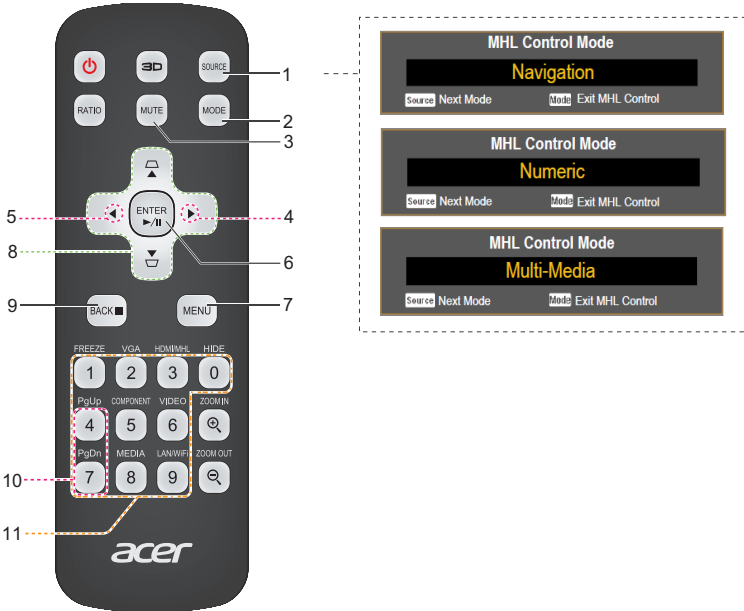 3D
SOURCE
RATIO
MUTE
MODE
1
2
3
5
ENTER
4
8
6
9
BACK
MENU
7
FREEZE VGA HDMI/MHL HIDE
1 2 3 0
PgUp COMPONENT VIDEO ZOOM IN
4 5 6
PgDn MEDIA LAN/WiFi ZOOM OUT
7 8 9
10
11
acer
MHL Control Mode
Navigation
Source Next Mode Mode Exit MHL Control
MHL Control Mode
Numeric
Source Next Mode Mode Exit MHL Control
MHL Control Mode
Multi-Media
Source Next Mode Mode Exit MHL Control